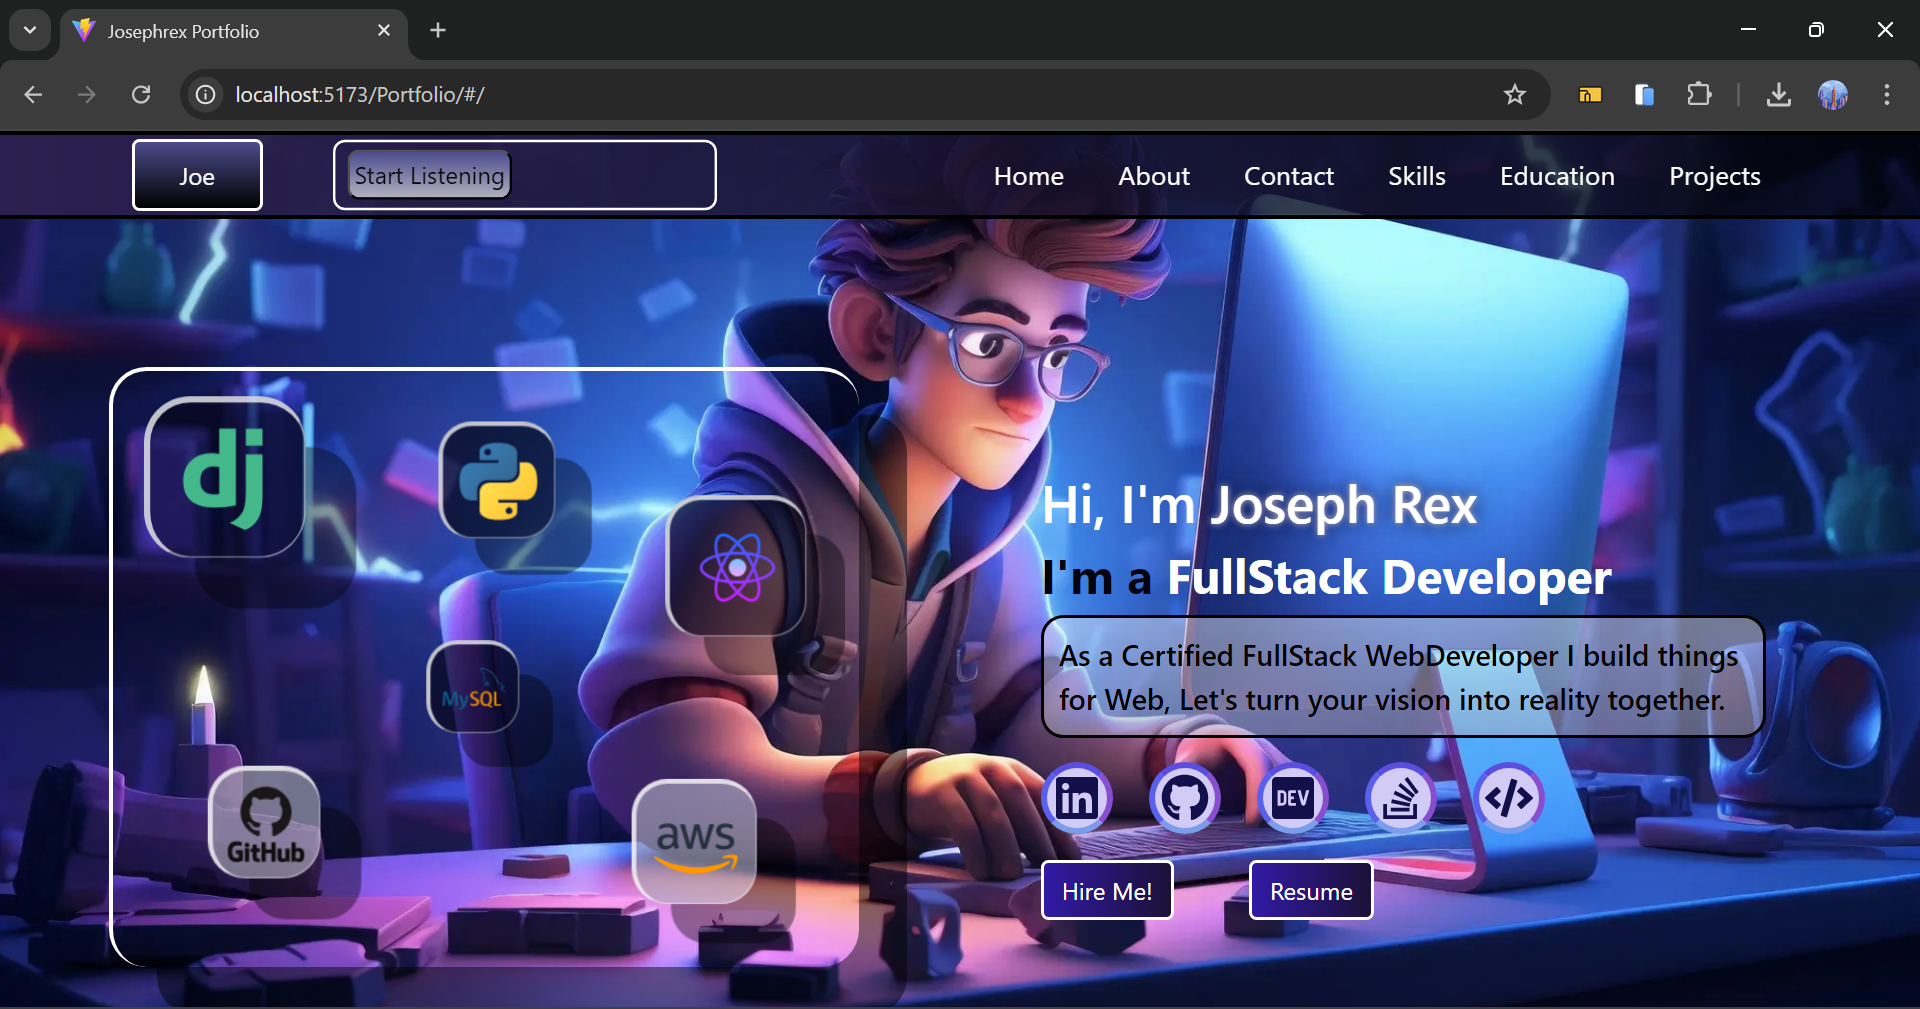 Josephrex Portfolio
localhost:5173/Portfolio/#/
Joe
Start Listening
Home
About
Contact
Skills
Education
Projects
dj
MySQL
GitHub
aws
Hi, I'm Joseph Rex
I'm a FullStack Developer
As a Certified FullStack WebDeveloper I build things
for Web, Let's turn your vision into reality together.
in
DEV
</>
Hire Me!
Resume